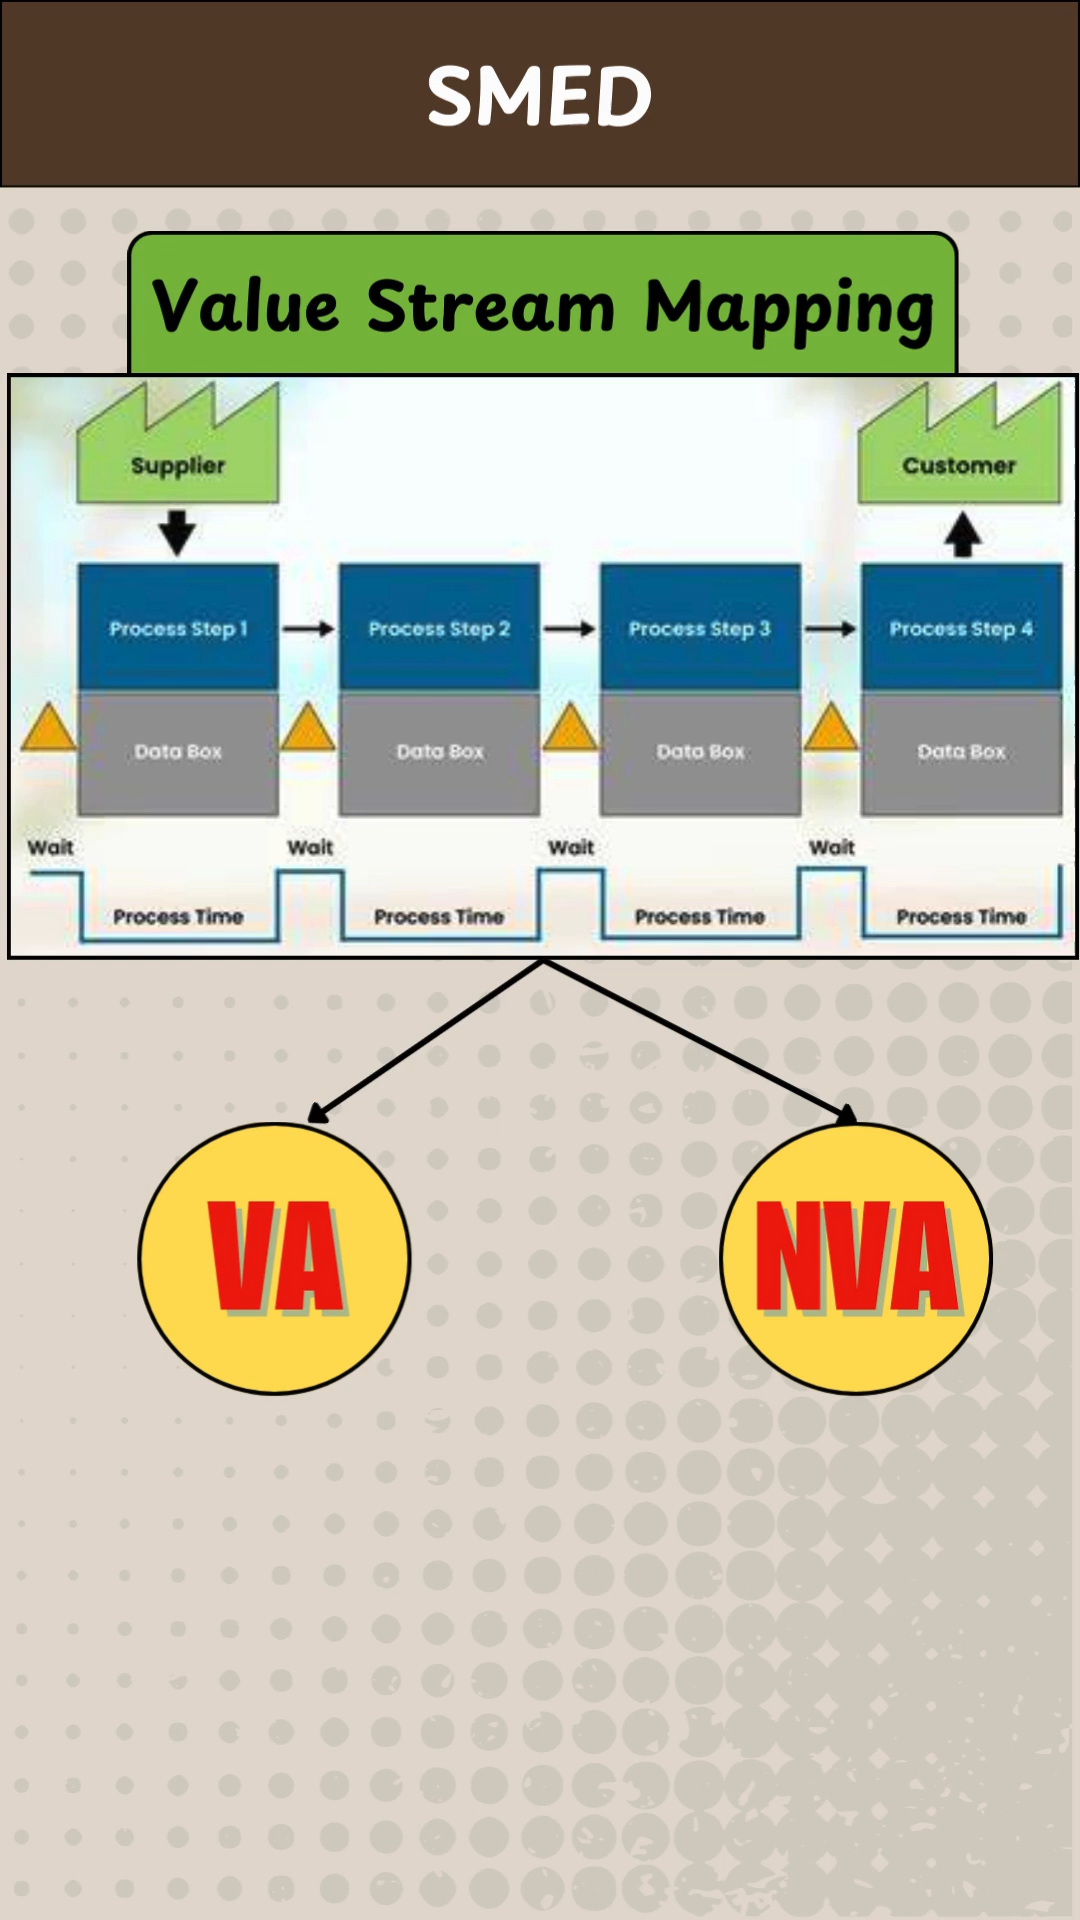 SMED
Value Stream Mapping
Supplier
Customer
Process Step 1
Process Step 2
Process Step 3
Process Step 4
Data Box
Data Box
Data Box
Data Box
Wait
Wait
Wait
Wait
Process Time
Process Time
Process Time
Process Time
VA
NVA